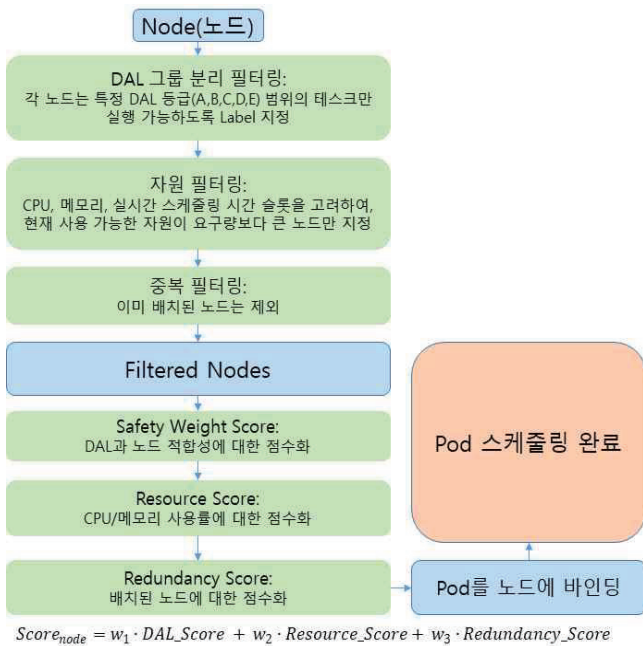 Node(노드)
DAL 그룹 분리 필터링:
각 노드는 특정 DAL 등급(A,B,C,D,E) 범위의 테스크만
실행 가능하도록 Label 지정
자원 필터링:
CPU, 메모리, 실시간 스케줄링 시간 슬롯을 고려하여,
현재 사용 가능한 자원이 요구량보다 큰 노드만 지정
중복 필터링:
이미 배치된 노드는 제외
Filtered Nodes
Safety Weight Score:
DAL과 노드 적합성에 대한 점수화
Resource Score:
CPU/메모리 사용률에 대한 점수화
Redundancy Score:
배치된 노드에 대한 점수화
Pod를 노드에 바인딩
Pod 스케줄링 완료
Score_node = w₁ · DAL_Score + w₂ · Resource_Score + w₃ · Redundancy_Score